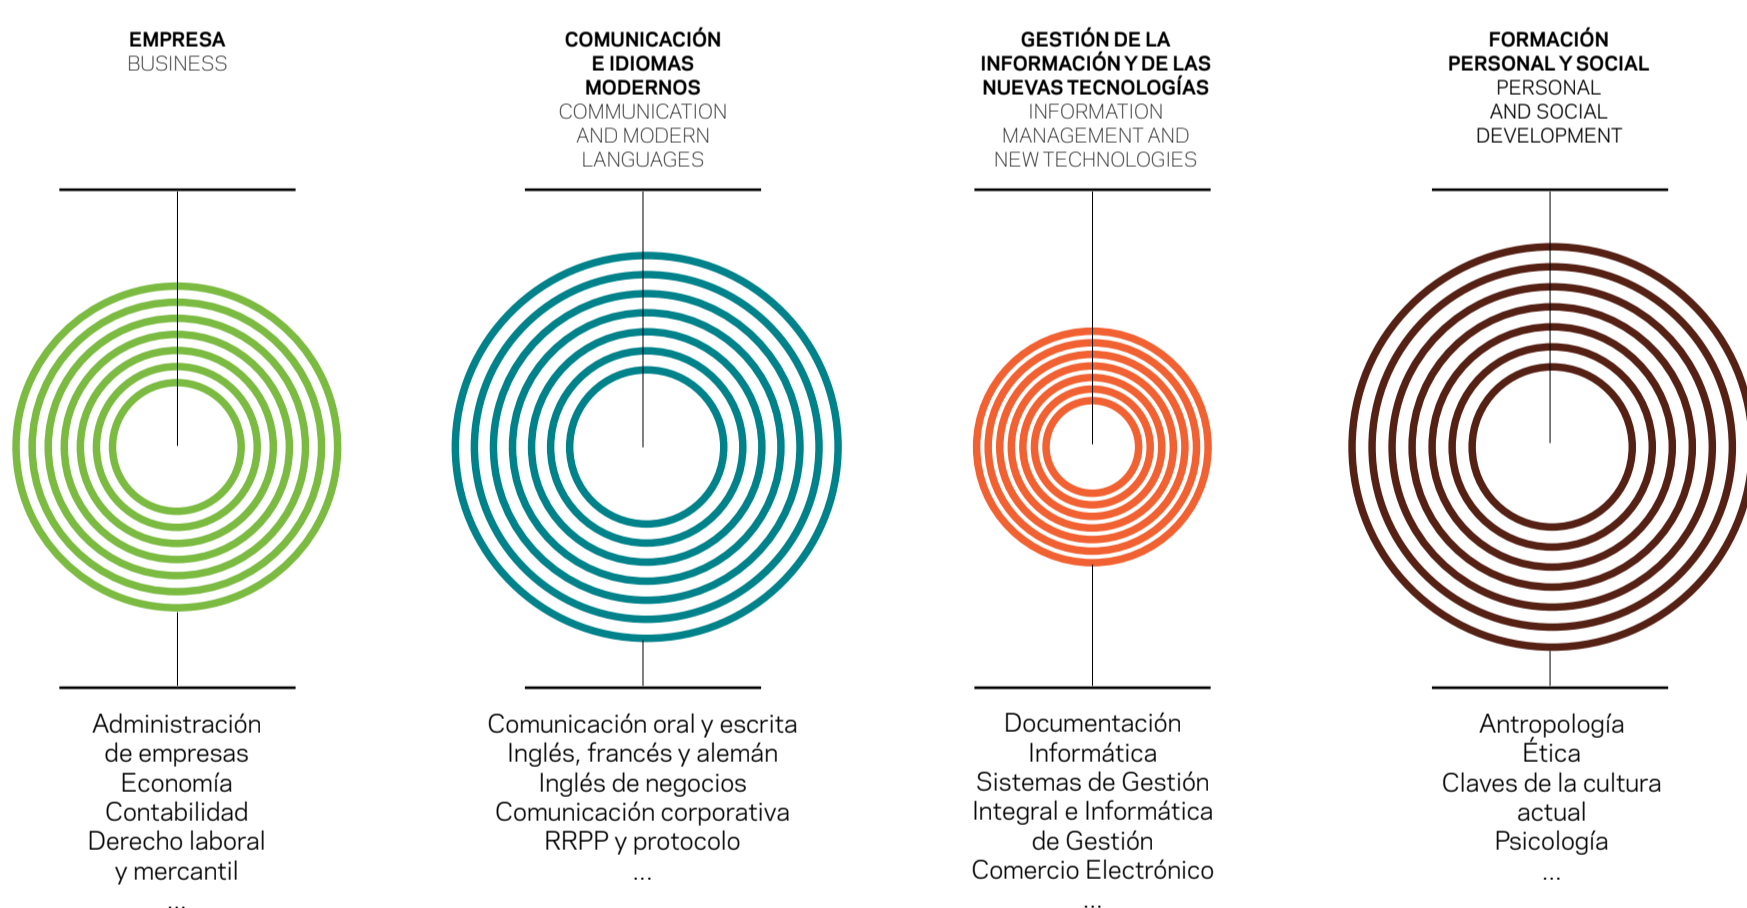 EMPRESA
BUSINESS
COMUNICACIÓN
E IDIOMAS
MODERNOS
COMMUNICATION
AND MODERN
LANGUAGES
GESTIÓN DE LA
INFORMACIÓN Y DE LAS
NUEVAS TECNOLOGÍAS
INFORMATION
MANAGEMENT AND
NEW TECHNOLOGIES
FORMACIÓN
PERSONAL Y SOCIAL
PERSONAL
AND SOCIAL
DEVELOPMENT
Administración
de empresas
Economía
Contabilidad
Derecho laboral
y mercantil
...
Comunicación oral y escrita
Inglés, francés y alemán
Inglés de negocios
Comunicación corporativa
RRPP y protocolo
...
Documentación
Informática
Sistemas de Gestión
Integral e Informática
de Gestión
Comercio Electrónico
...
Antropología
Ética
Claves de la cultura
actual
Psicología
...